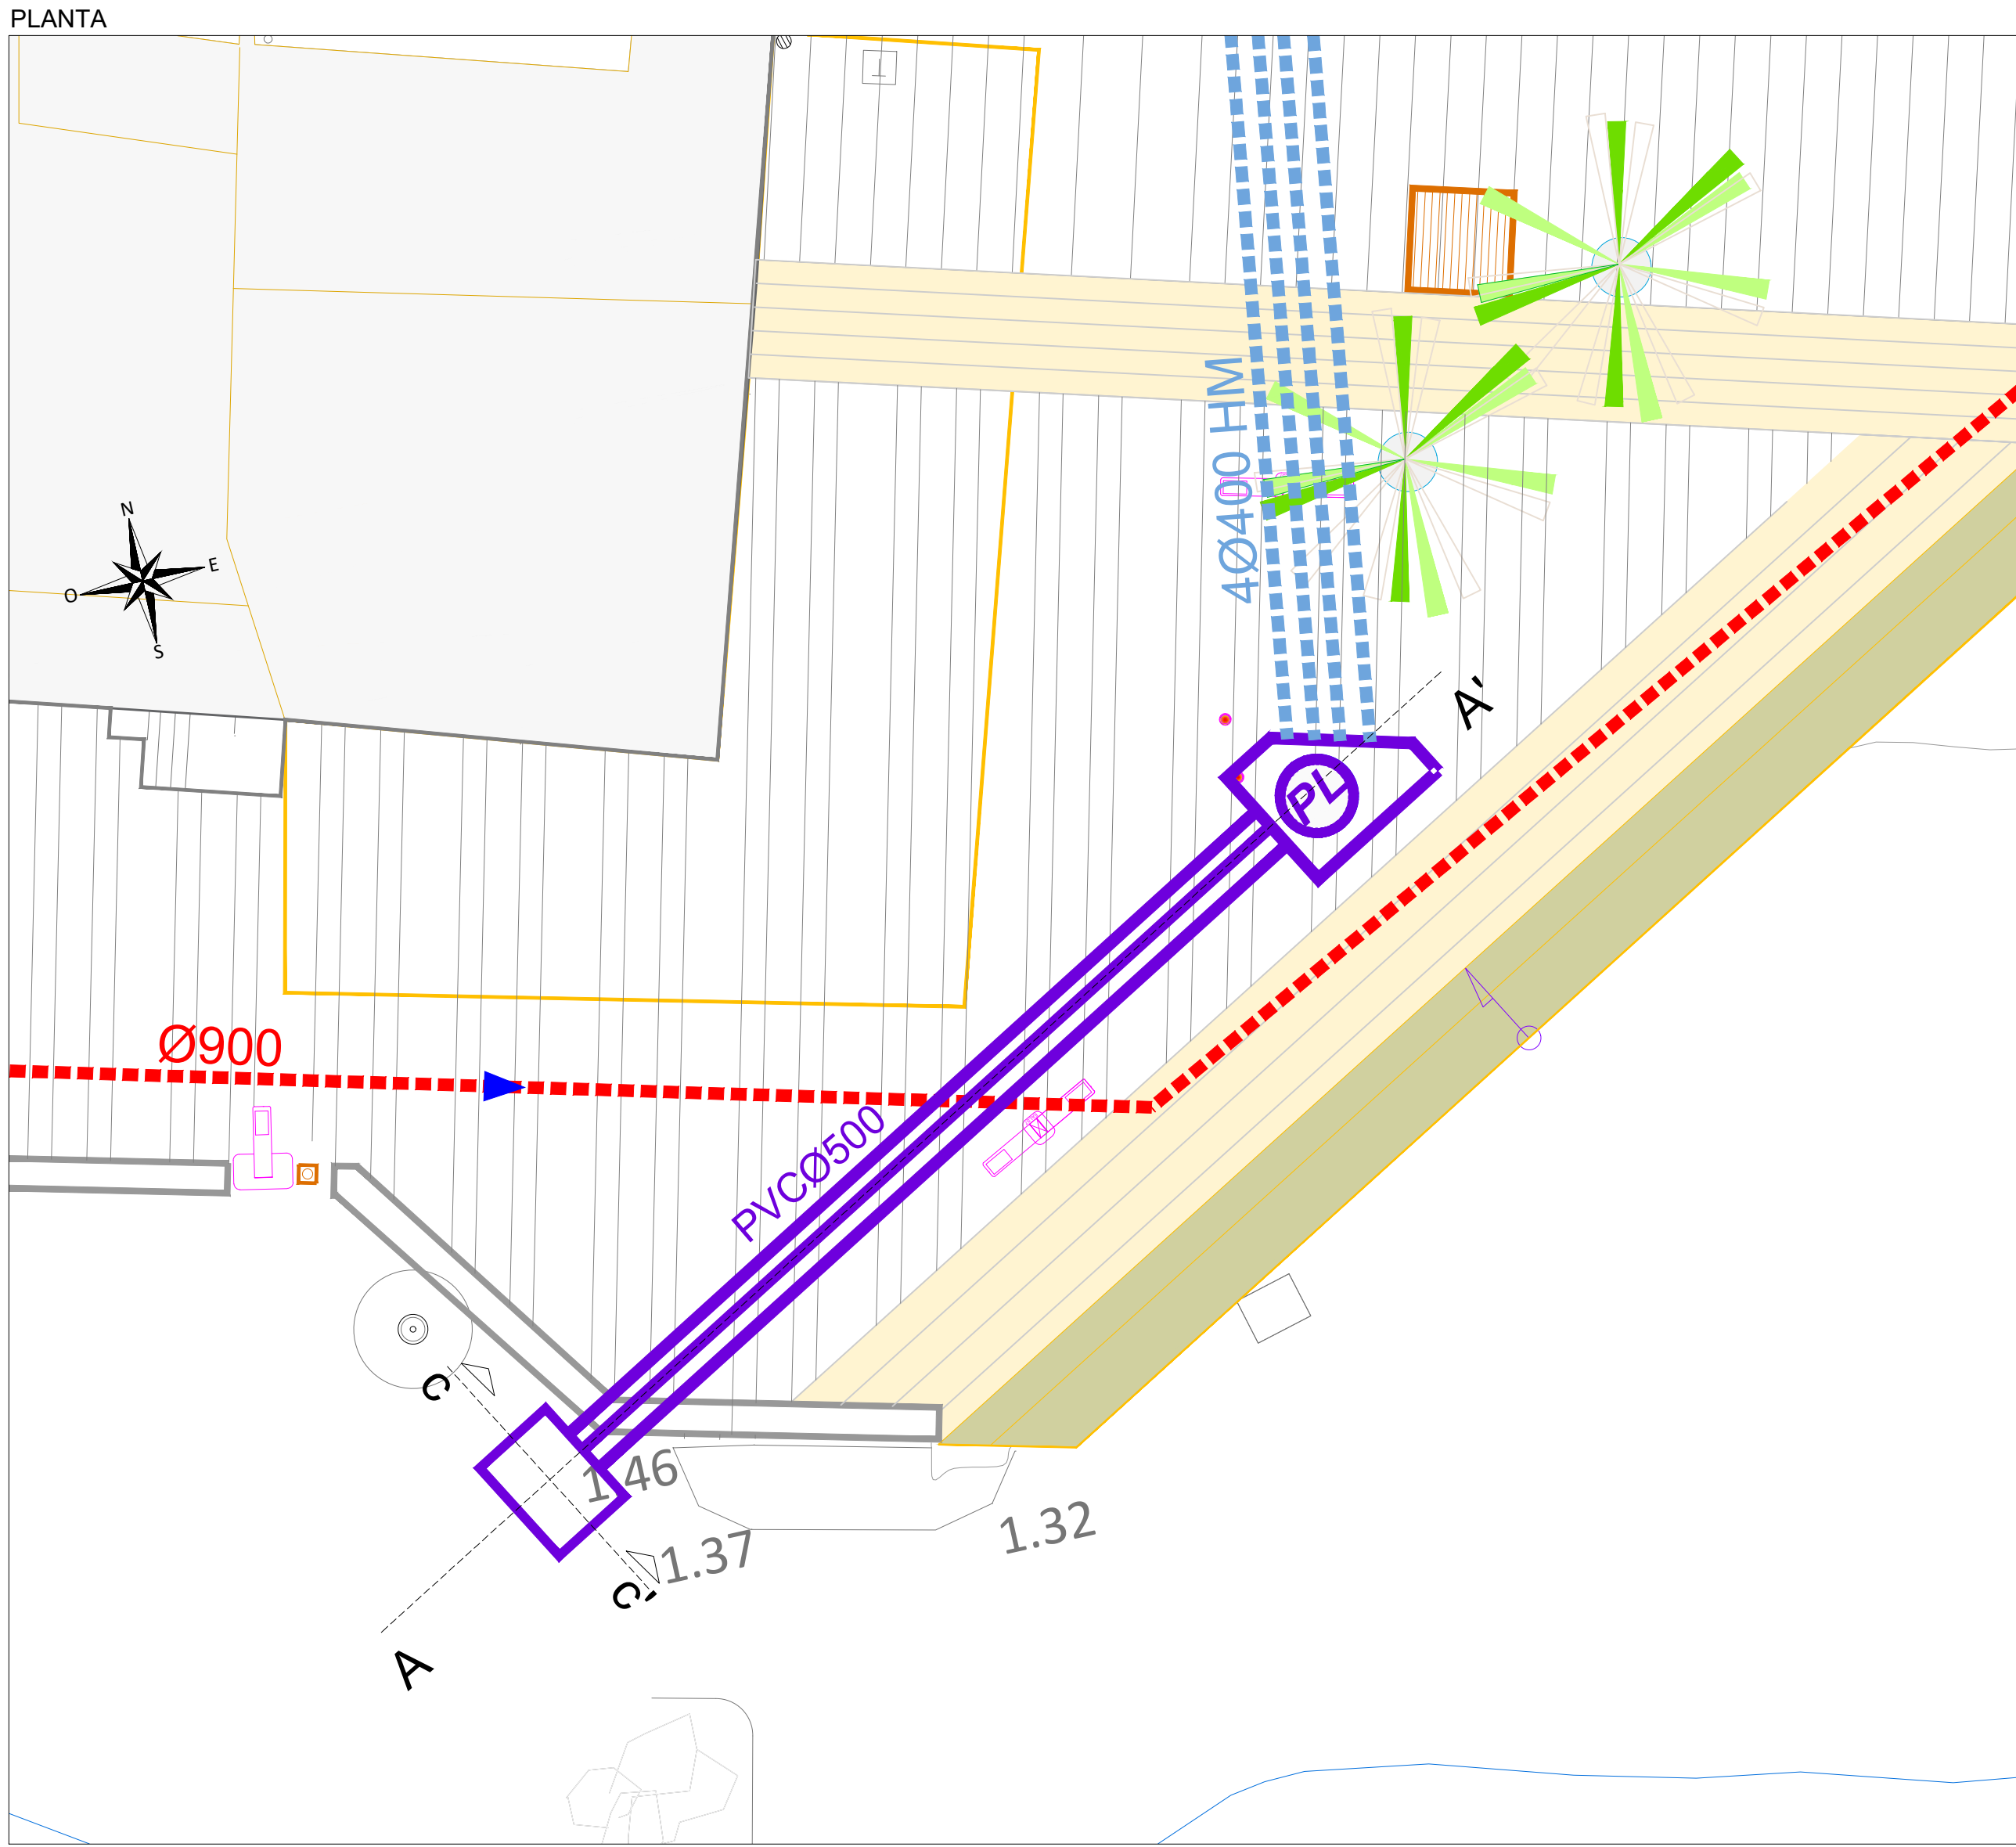 PLANTA
4Ø400 HM
N
E
O
S
A'
PL
Ø900
PVCØ500
C
1.46
1.32
1.37
C'
A